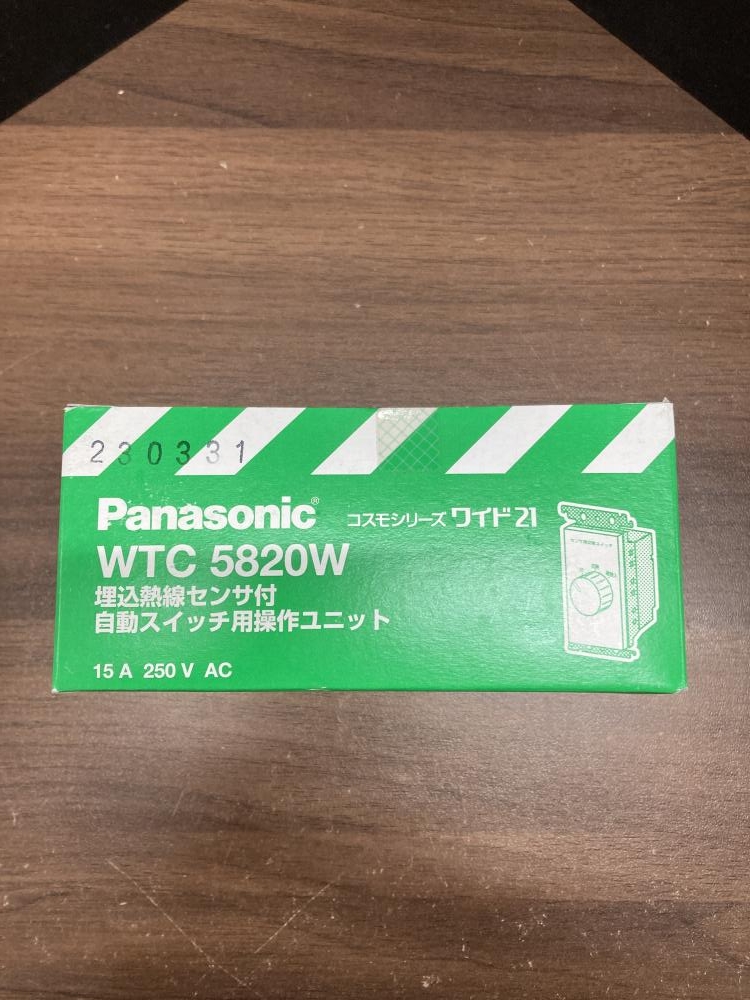 230331
Panasonic® コスモシリーズ ワイド21
WTC 5820W
埋込熱線センサ付
自動スイッチ用操作ユニット
15 A 250 V AC